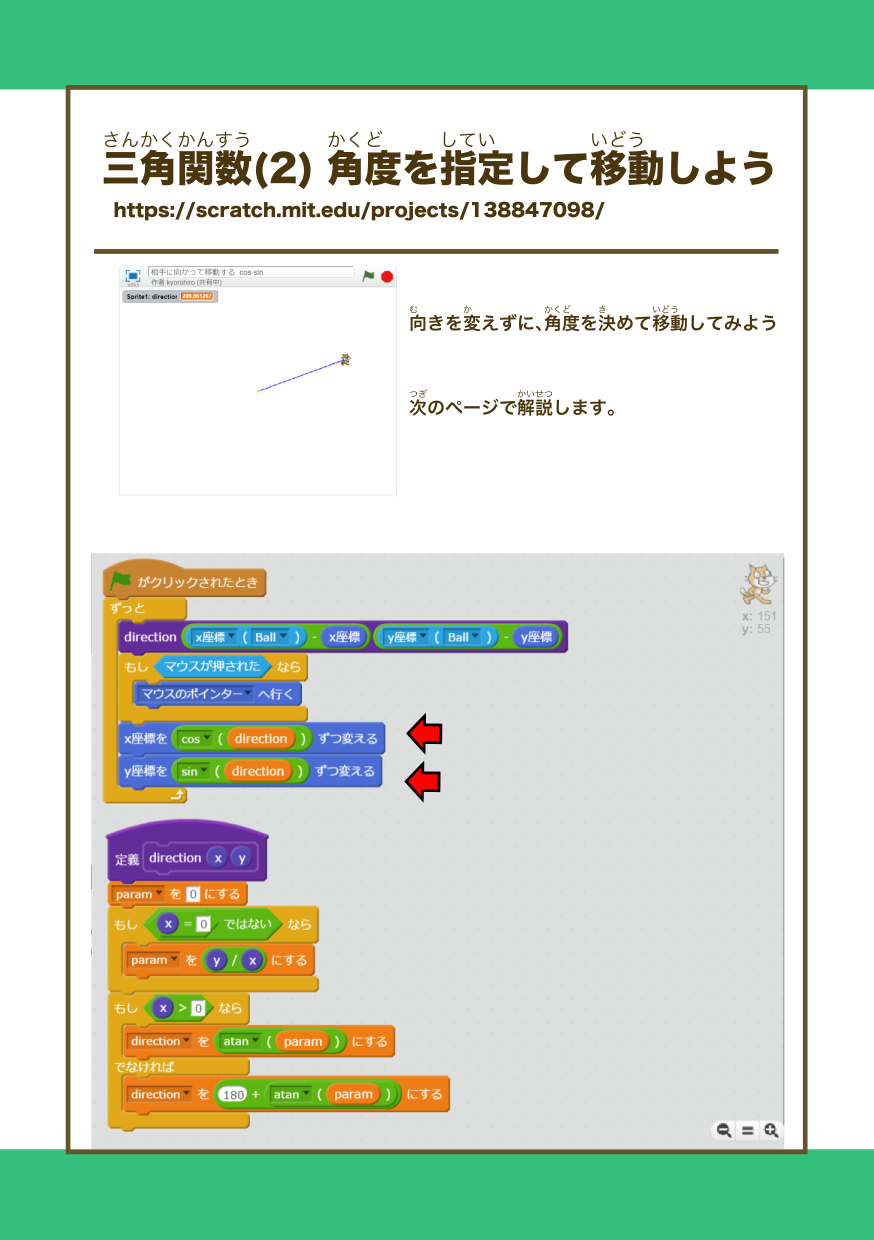 さんかくかんすう かくど してい いどう
三角関数(2) 角度を指定して移動しよう
https://scratch.mit.edu/projects/138847098/
相手に向かって移動する cos sin
作者 kyorohiro (共有中)
Sprite1: direction
む か かくど き いどう
向きを変えずに、角度を決めて移動してみよう
つぎ かいせつ
次のページで解説します。
がクリックされたとき
ずっと
direction x座標 ( Ball ) - x座標 y座標 ( Ball ) - y座標
もし マウスが押された なら
マウスのポインター へ行く
x座標を cos ( direction ) ずつ変える
y座標を sin ( direction ) ずつ変える
x: 151
y: 55
定義 direction x y
param を 0 にする
もし x = 0 ではない なら
param を y / x にする
もし x > 0 なら
direction を atan ( param ) にする
でなければ
direction を 180 + atan ( param ) にする